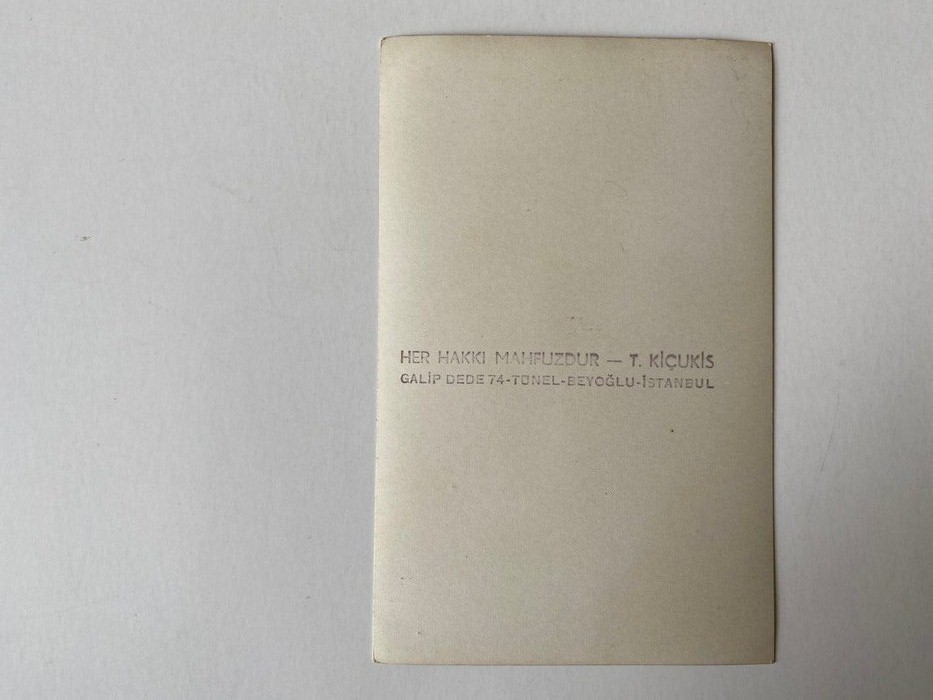 HER HAKKI MAHFUZDUR — T. KİÇUKİS
GALİP DEDE 74-TÜNEL-BEYOĞLU-İSTANBUL